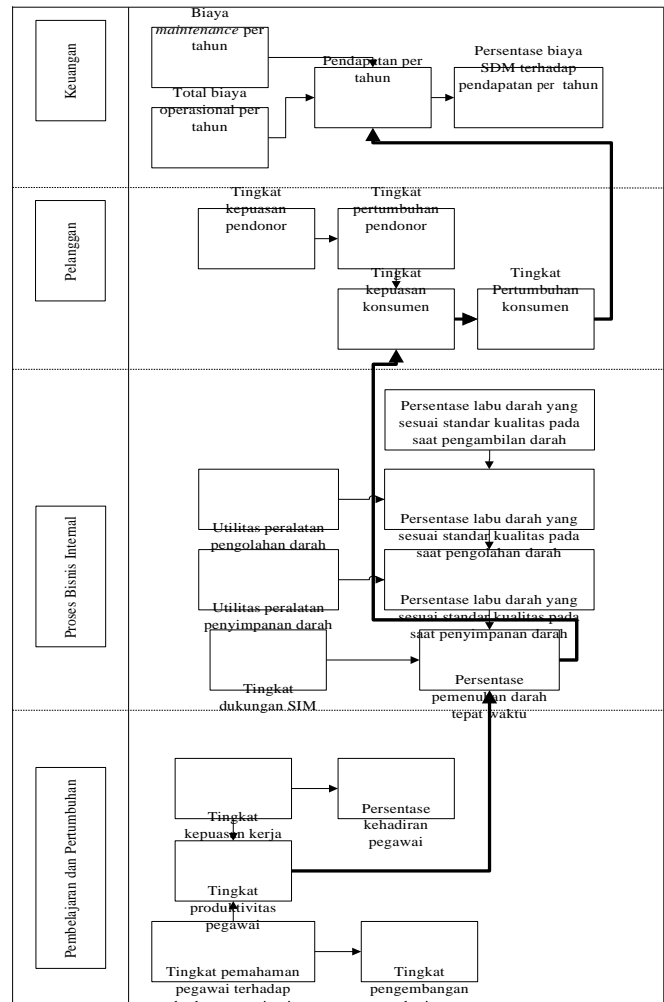 Keuangan
Biaya
maintenance per
tahun
Total biaya
operasional per
tahun
Pendapatan per
tahun
Persentase biaya
SDM terhadap
pendapatan per tahun
Pelanggan
Tingkat
kepuasan
pendonor
Tingkat
pertumbuhan
pendonor
Tingkat
kepuasan
konsumen
Tingkat
Pertumbuhan
konsumen
Proses Bisnis Internal
Persentase labu darah yang
sesuai standar kualitas pada
saat pengambilan darah
Utilitas peralatan
pengolahan darah
Persentase labu darah yang
sesuai standar kualitas pada
saat pengolahan darah
Utilitas peralatan
penyimpanan darah
Persentase labu darah yang
sesuai standar kualitas pada
saat penyimpanan darah
Tingkat
dukungan SIM
Persentase
pemenuhan darah
tepat waktu
Pembelajaran dan Pertumbuhan
Tingkat
kepuasan kerja
Persentase
kehadiran
pegawai
Tingkat
produktivitas
pegawai
Tingkat pemahaman
pegawai terhadap
Tingkat
pengembangan